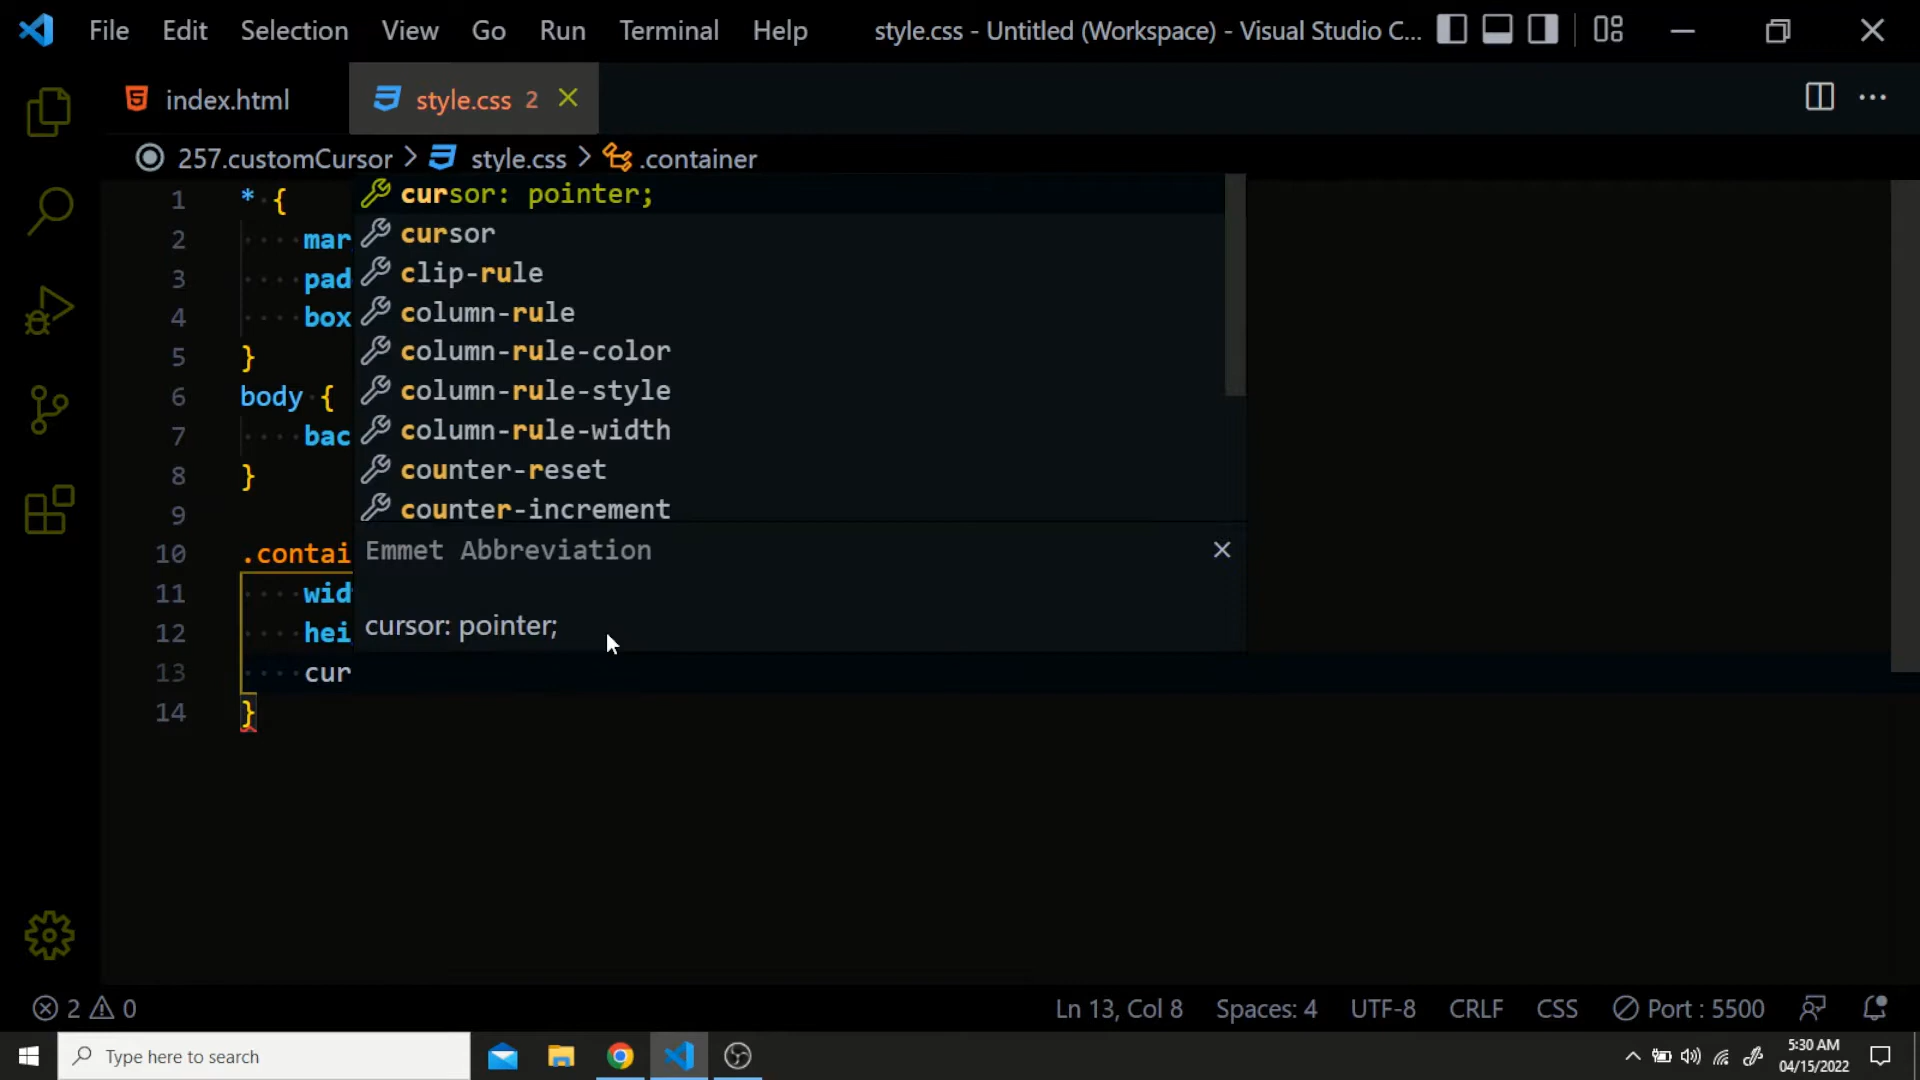 File Edit Selection View Go Run Terminal Help style.css - Untitled (Workspace) - Visual Studio C...
index.html style.css 2
257.customCursor > style.css > .container
1 * {
cursor: pointer;
2 mar
cursor
3 pad
clip-rule
4 box
column-rule
5 }
column-rule-color
6 body {
column-rule-style
7 bac
column-rule-width
8 }
counter-reset
9
counter-increment
10 .contai
Emmet Abbreviation
11 wid
12 hei
cursor: pointer;
13 cur
14 }
2 0 Ln 13, Col 8 Spaces: 4 UTF-8 CRLF CSS Port : 5500
Type here to search
5:30 AM
04/15/2022